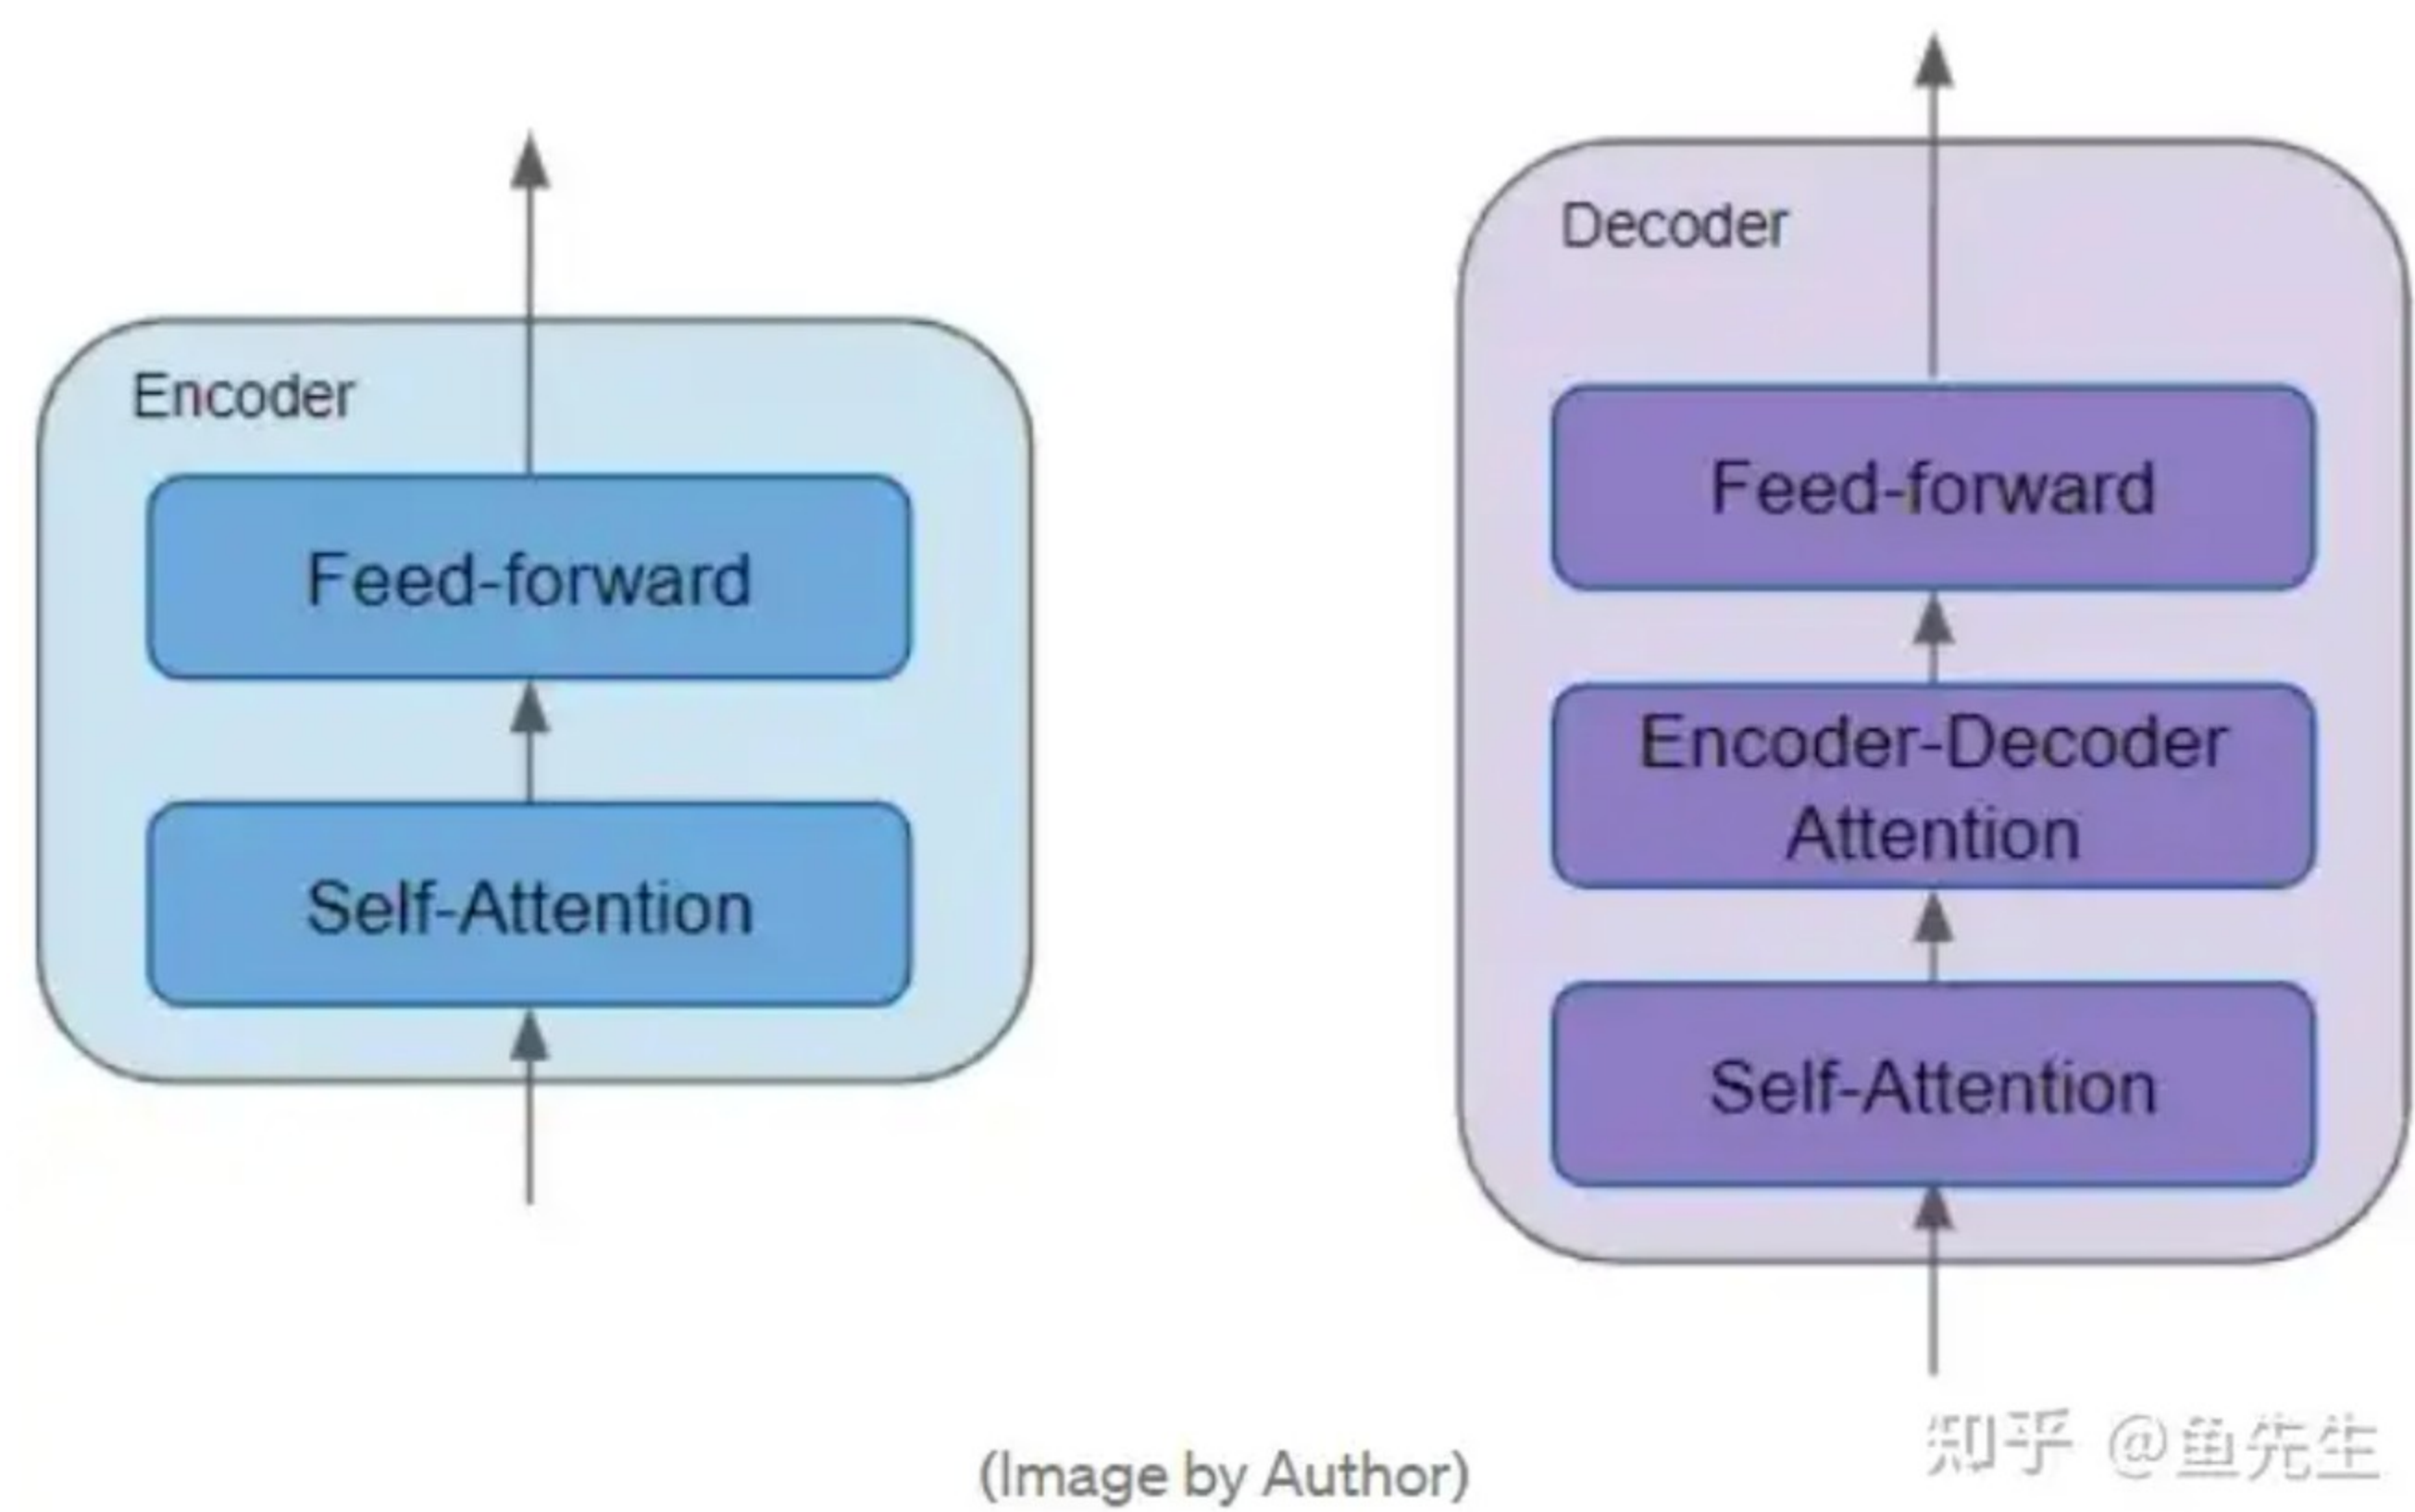 Encoder
Feed-forward
Self-Attention
Decoder
Feed-forward
Encoder-Decoder
Attention
Self-Attention
(Image by Author)
知乎 @鱼先生